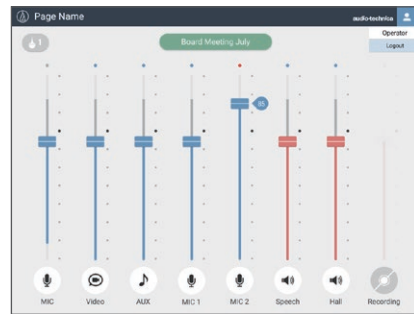 Page Name
audio-technica
Operator
Logout
1
Board Meeting July
85
MIC
Video
AUX
MIC 1
MIC 2
Speech
Hall
Recording